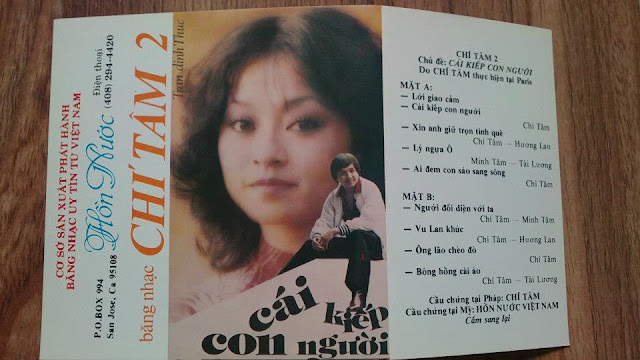 CƠ SỞ SẢN XUẤT PHÁT HÀNH
BĂNG NHẠC UY TÍN TỪ VIỆT NAM
Hồn Nước
Điện thoại
(408) 294-4420
P.O.BOX 994
San Jose, Ca 95108
băng nhạc CHÍ TÂM 2
Trần đình Thục
cái kiếp
con người
CHÍ TÂM 2
Chủ đề: CÁI KIẾP CON NGƯỜI
Do CHÍ TÂM thực hiện tại Paris
MẶT A:
— Lời giao cảm
— Cái kiếp con người
Chí Tâm
— Xin anh giữ trọn tình quê
Chí Tâm — Hương Lan
— Lý ngựa Ô
Minh Tâm — Tài Lương
— Ai đem con sáo sang sông
Chí Tâm
MẶT B:
— Người đối diện với ta
Chí Tâm — Minh Tâm
— Vu Lan khúc
Chí Tâm — Hương Lan
— Ông lão chèo đò
Chí Tâm
— Bông hồng cài áo
Chí Tâm — Tài Lương
Cầu chứng tại Pháp: CHÍ TÂM
Cầu chứng tại Mỹ: HỒN NƯỚC VIỆT NAM
Cấm sang lại